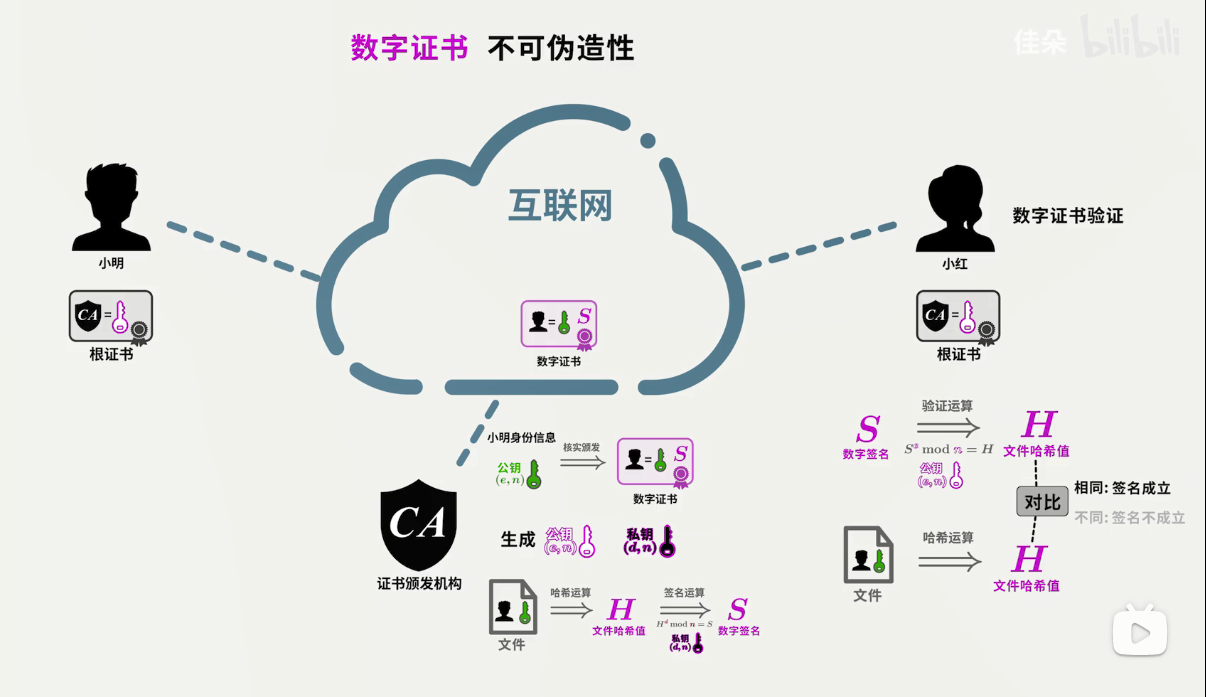 数字证书 不可伪造性
佳朵 bilibili
互联网
小明
CA =
根证书
= S
数字证书
小红
数字证书验证
CA =
根证书
小明身份信息
公钥
(e, n)
核实颁发
= S
数字证书
CA
证书颁发机构
生成
公钥
(e, n)
私钥
(d, n)
文件
哈希运算
H
文件哈希值
签名运算
H^d mod n = S
私钥
(d, n)
S
数字签名
S
数字签名
验证运算
S^e mod n = H
公钥
(e, n)
H
文件哈希值
对比
相同: 签名成立
不同: 签名不成立
文件
哈希运算
H
文件哈希值